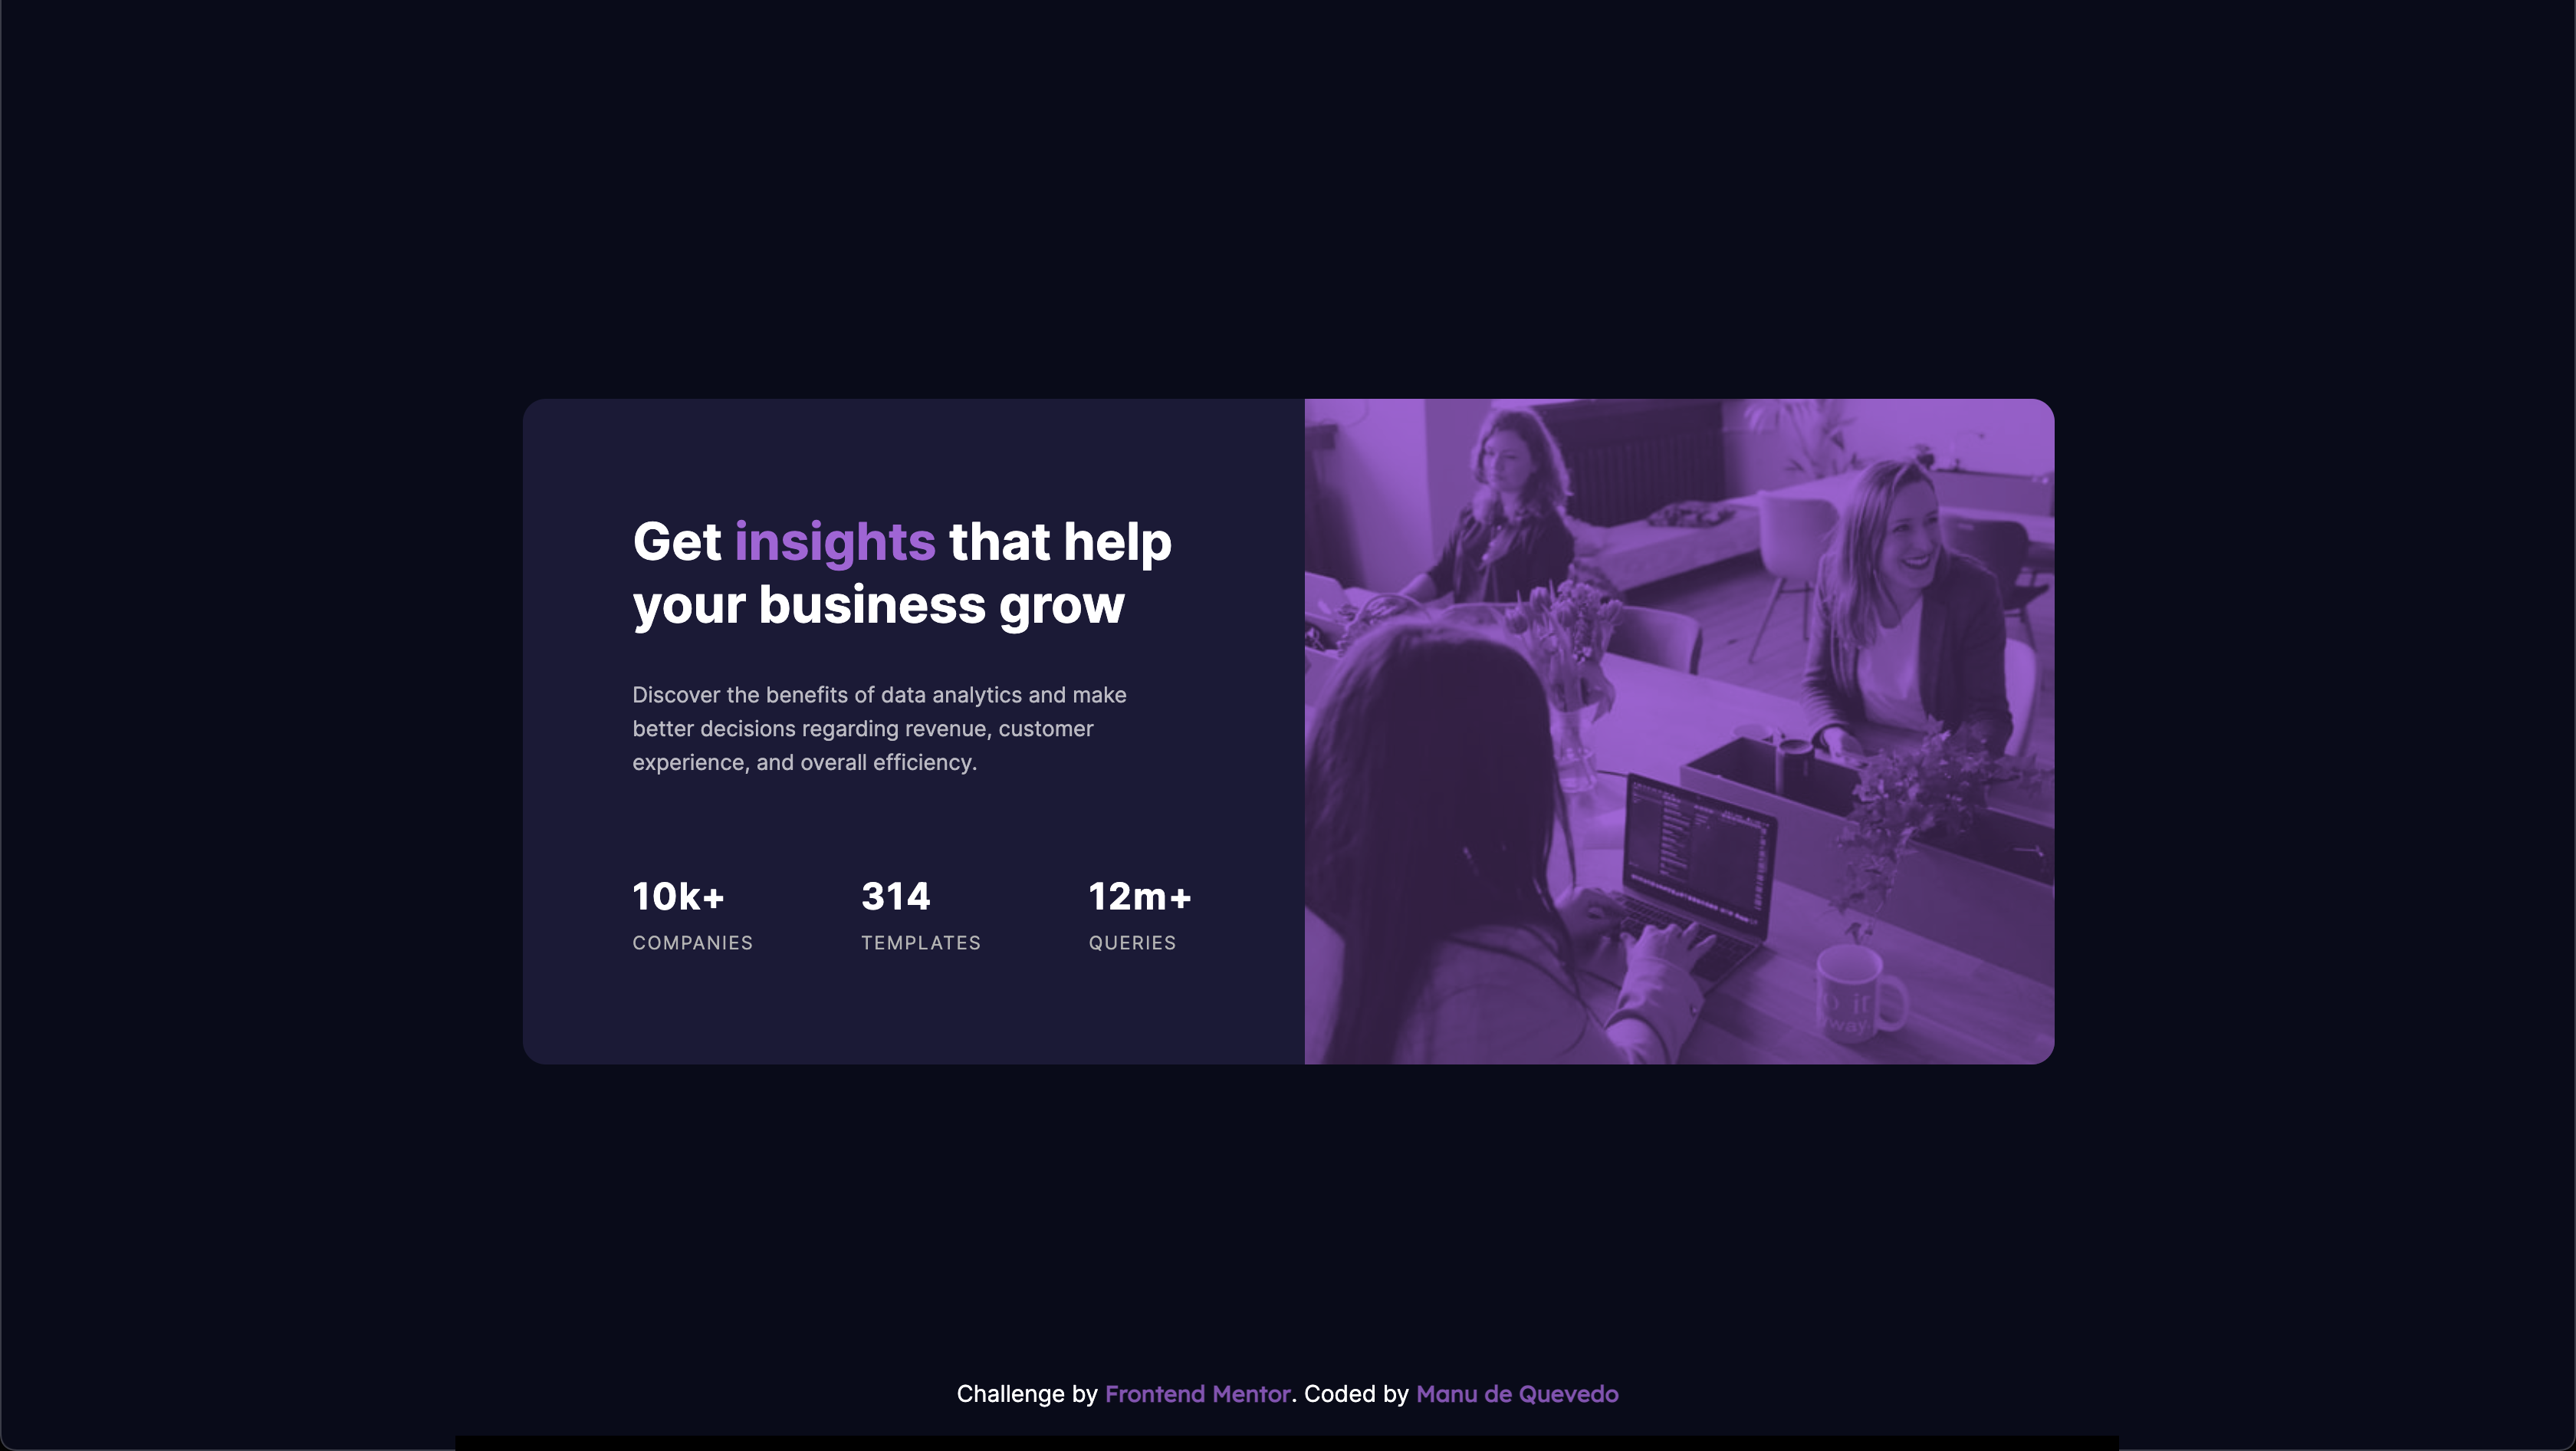 Get insights that help
your business grow
Discover the benefits of data analytics and make
better decisions regarding revenue, customer
experience, and overall efficiency.
10k+ 314 12m+
COMPANIES TEMPLATES QUERIES
way.
Challenge by Frontend Mentor. Coded by Manu de Quevedo